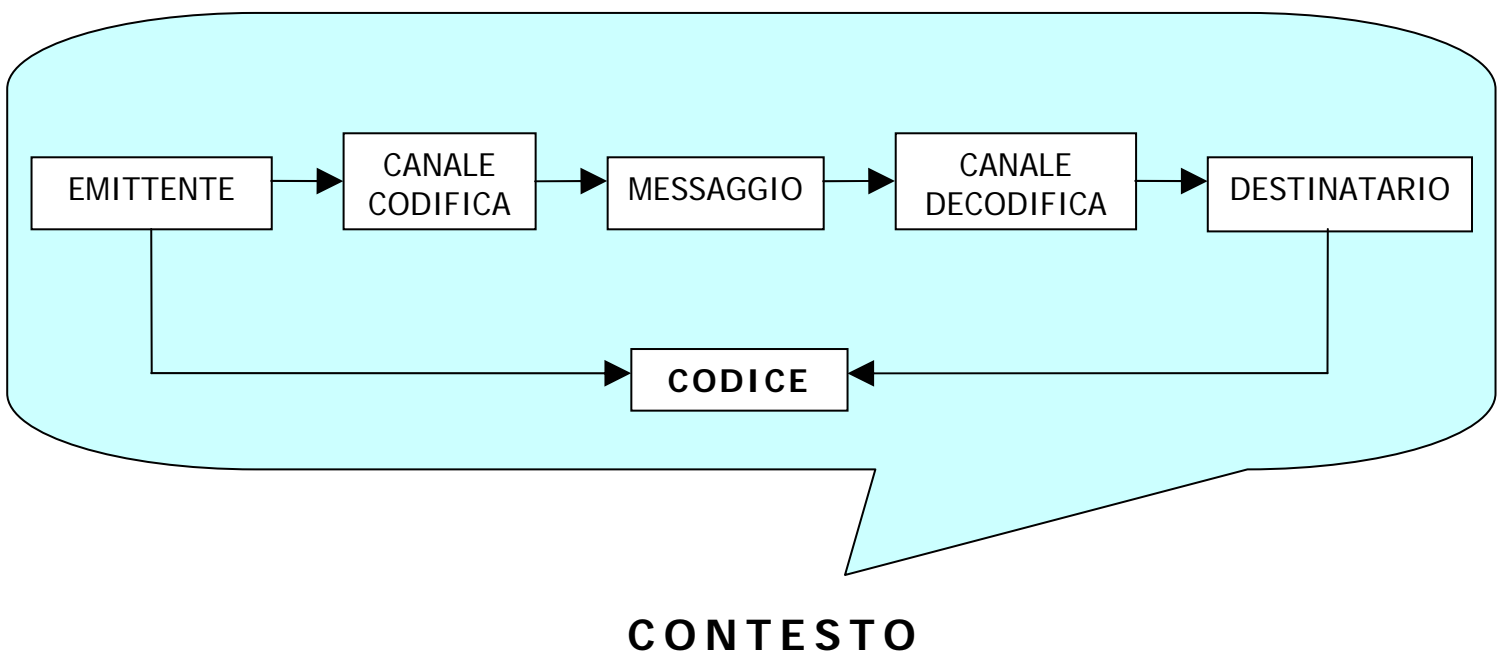 EMITTENTE
CANALE
CODIFICA
MESSAGGIO
CANALE
DECODIFICA
DESTINATARIO
CODICE
CONTESTO